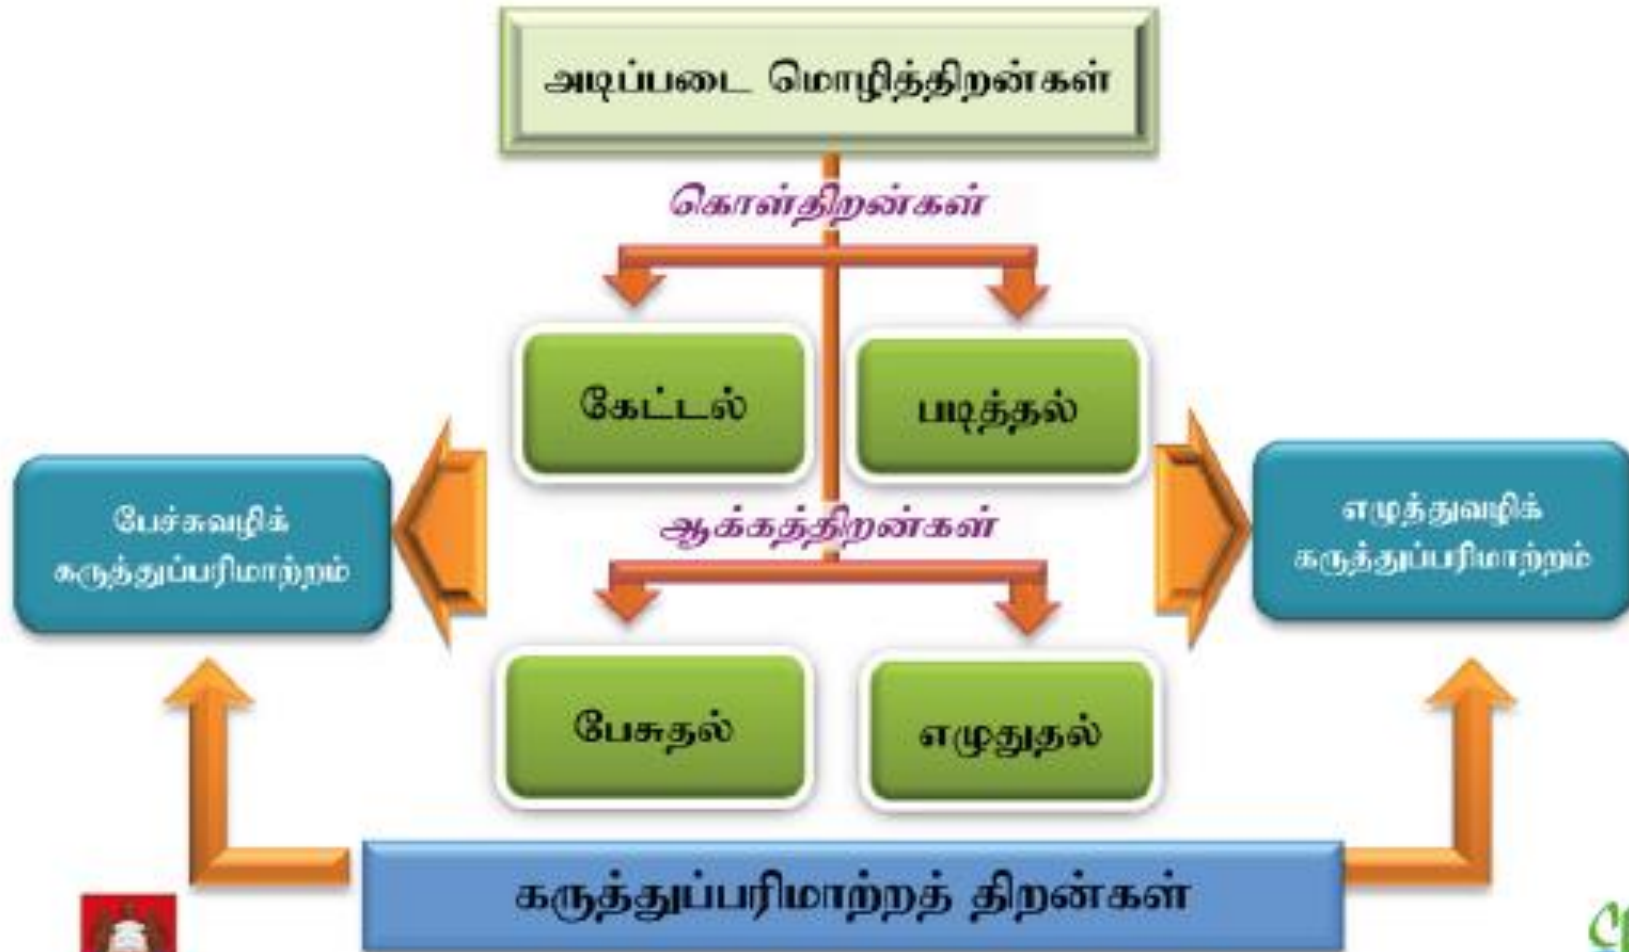 அடிப்படை மொழித்திறன்கள்
கொள்திறன்கள்
கேட்டல்
படித்தல்
பேச்சுவழிக்
கருத்துப்பரிமாற்றம்
எழுத்துவழிக்
கருத்துப்பரிமாற்றம்
ஆக்கத்திறன்கள்
பேசுதல்
எழுதுதல்
கருத்துப்பரிமாற்றத் திறன்கள்